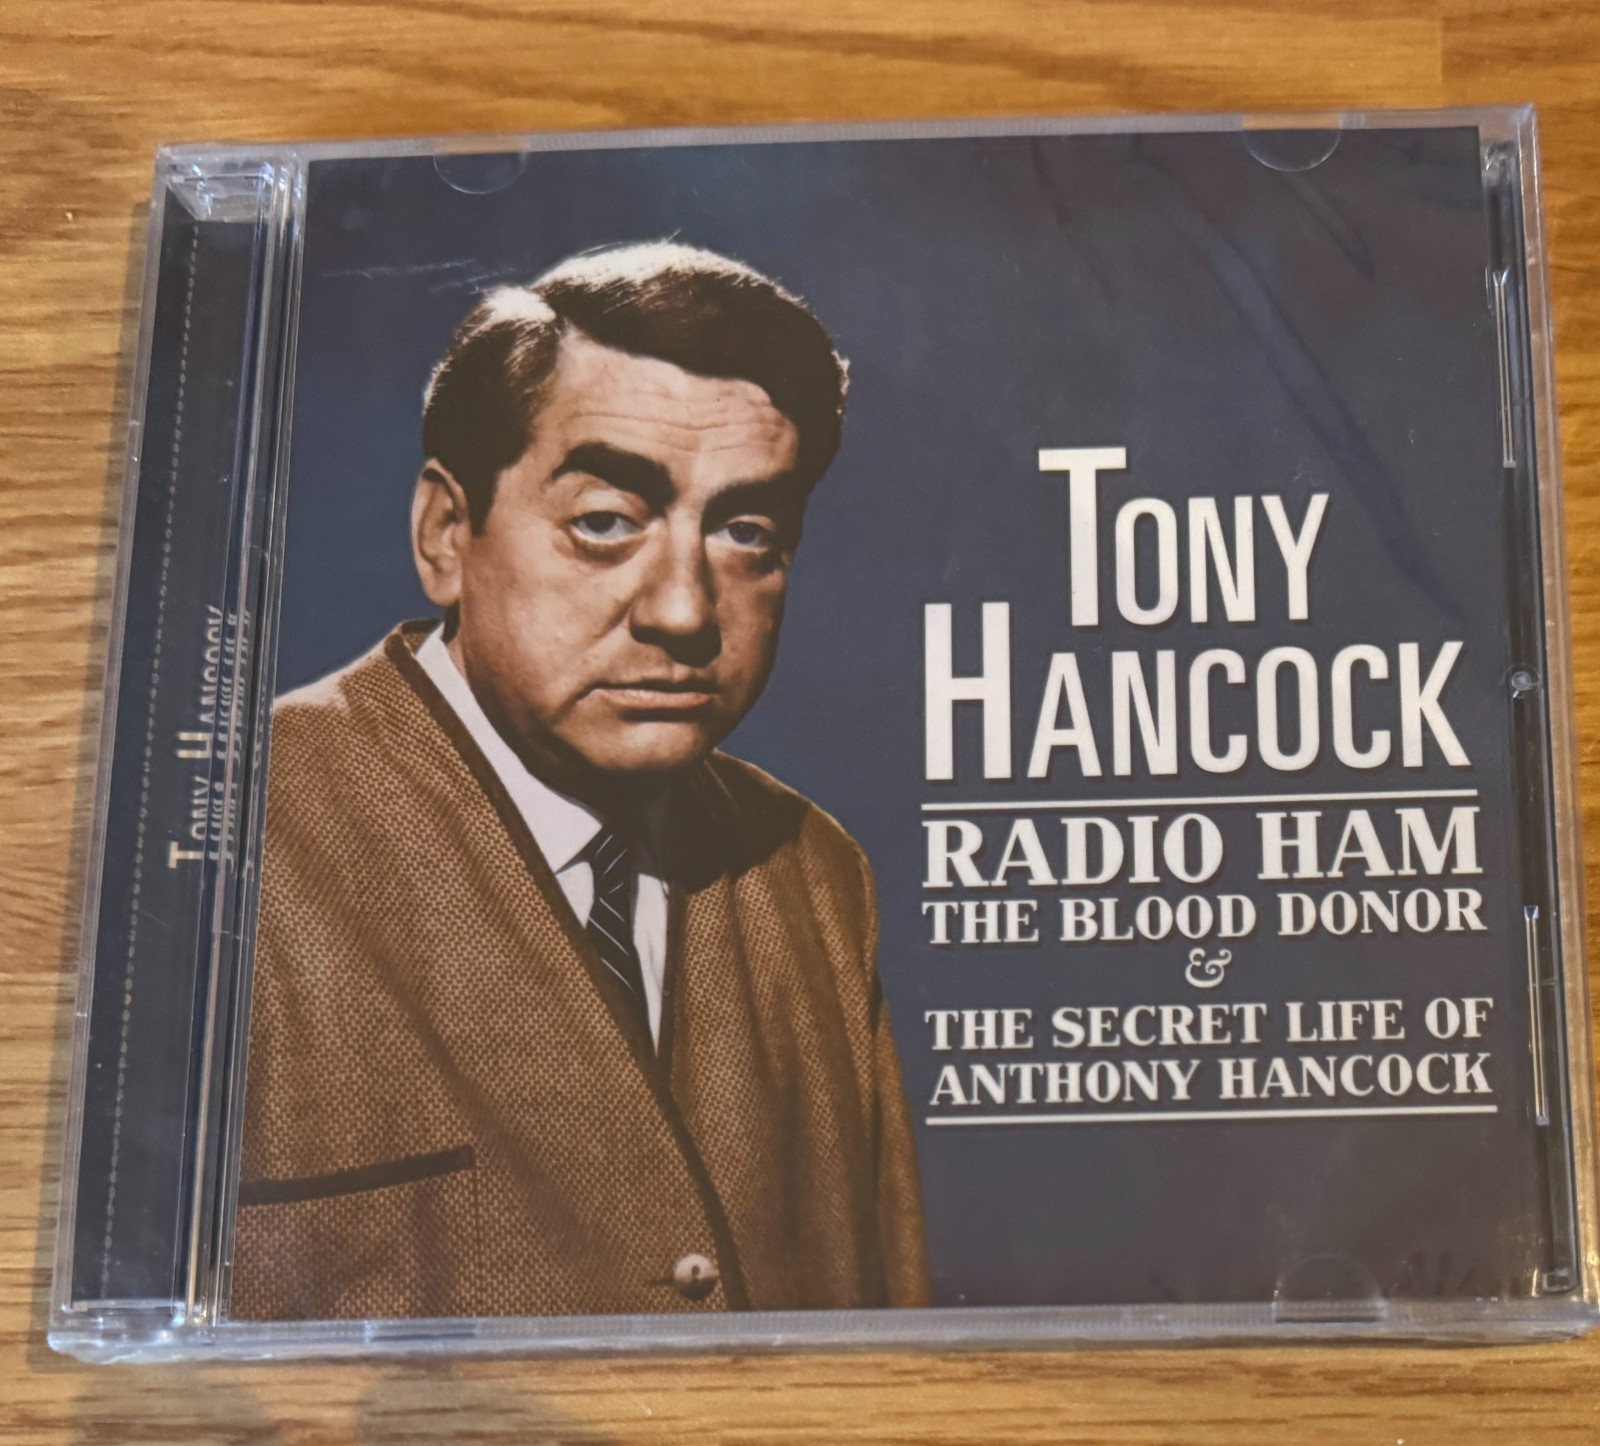 TONY
HANCOCK
RADIO HAM
THE BLOOD DONOR
&
THE SECRET LIFE OF
ANTHONY HANCOCK
TONY HANCOCK